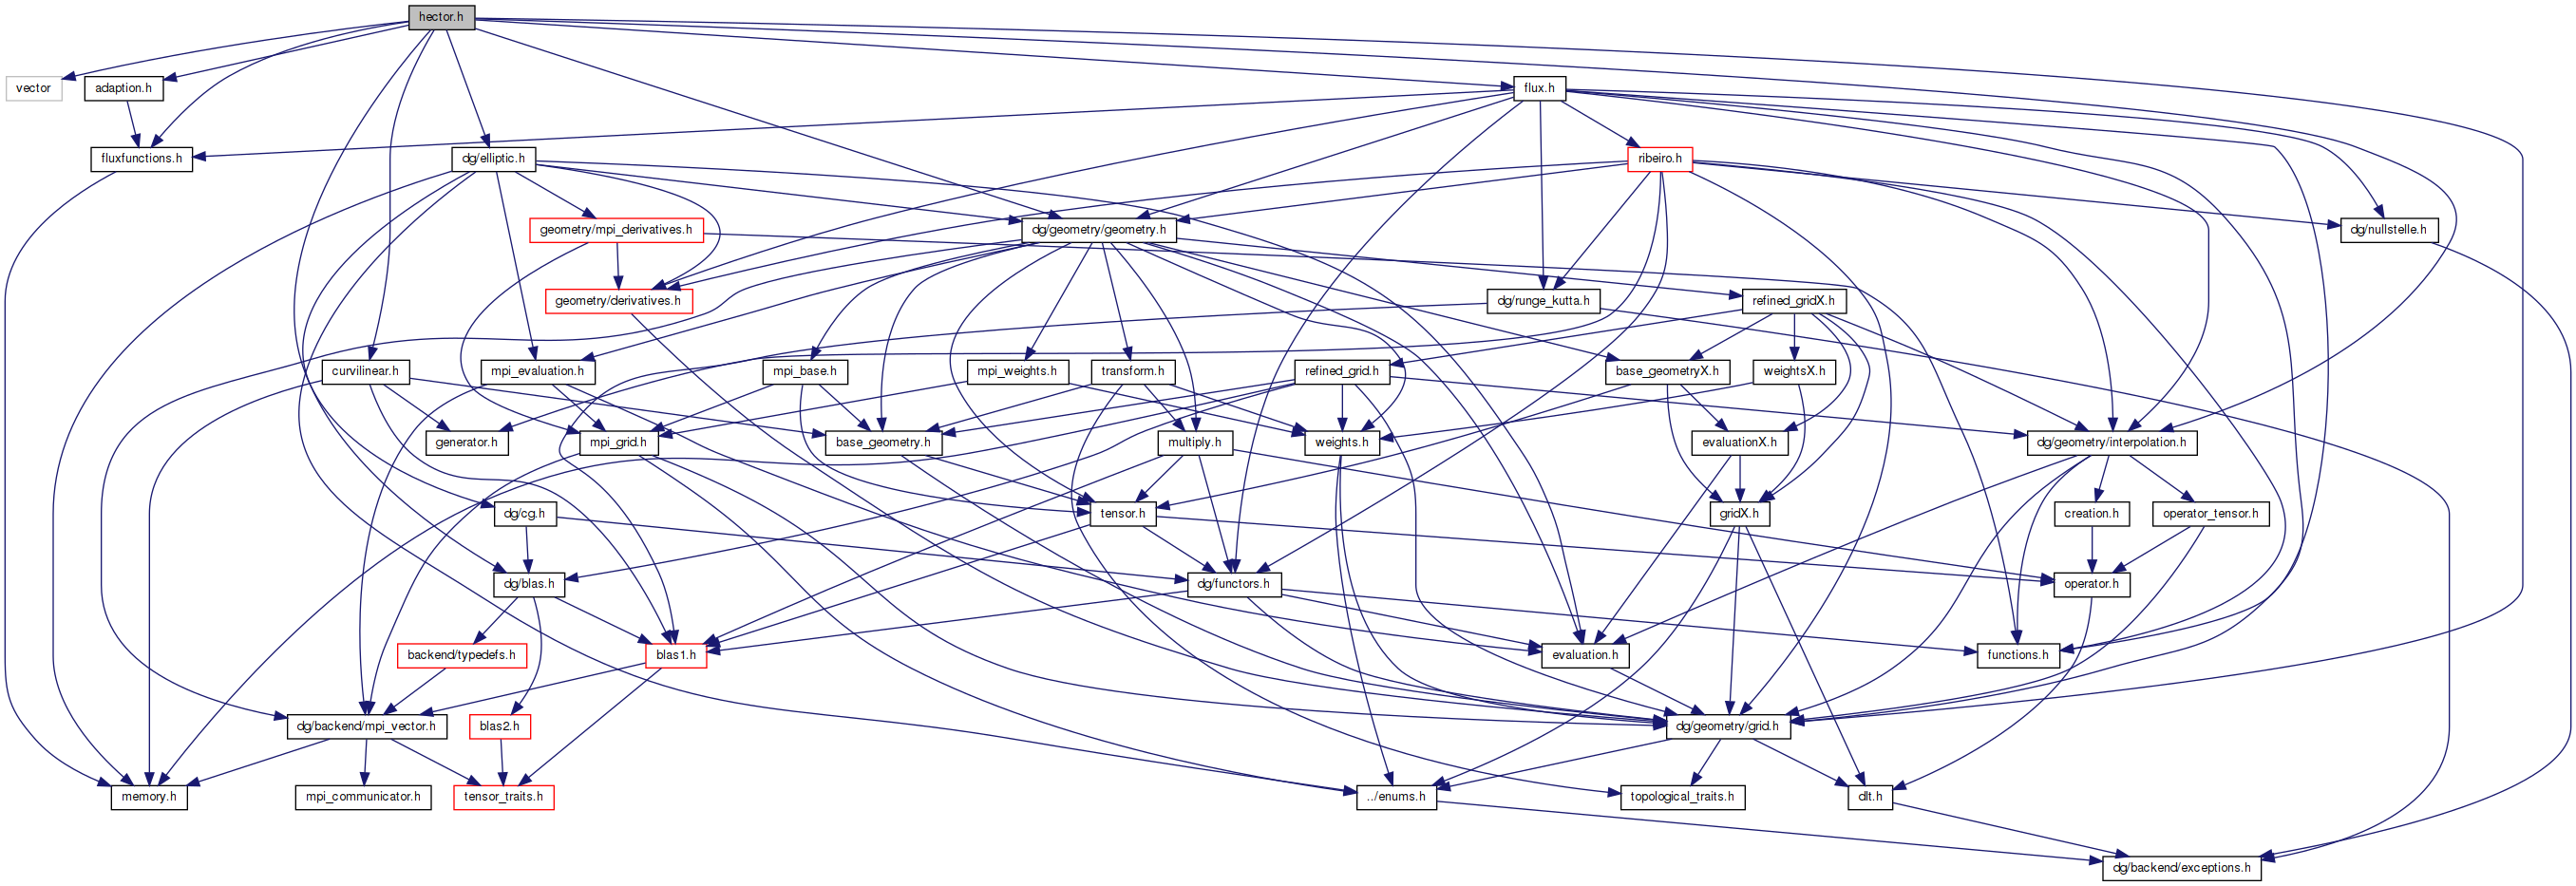 hector.h
vector
adaption.h
flux.h
fluxfunctions.h
dg/elliptic.h
ribeiro.h
geometry/mpi_derivatives.h
dg/geometry/geometry.h
dg/nullstelle.h
geometry/derivatives.h
dg/runge_kutta.h
refined_gridX.h
curvilinear.h
mpi_evaluation.h
mpi_base.h
mpi_weights.h
transform.h
refined_grid.h
base_geometryX.h
weightsX.h
generator.h
mpi_grid.h
base_geometry.h
multiply.h
weights.h
evaluationX.h
dg/geometry/interpolation.h
dg/cg.h
tensor.h
gridX.h
creation.h
operator_tensor.h
dg/blas.h
dg/functors.h
operator.h
backend/typedefs.h
blas1.h
evaluation.h
functions.h
dg/backend/mpi_vector.h
blas2.h
dg/geometry/grid.h
memory.h
mpi_communicator.h
tensor_traits.h
../enums.h
topological_traits.h
dlt.h
dg/backend/exceptions.h